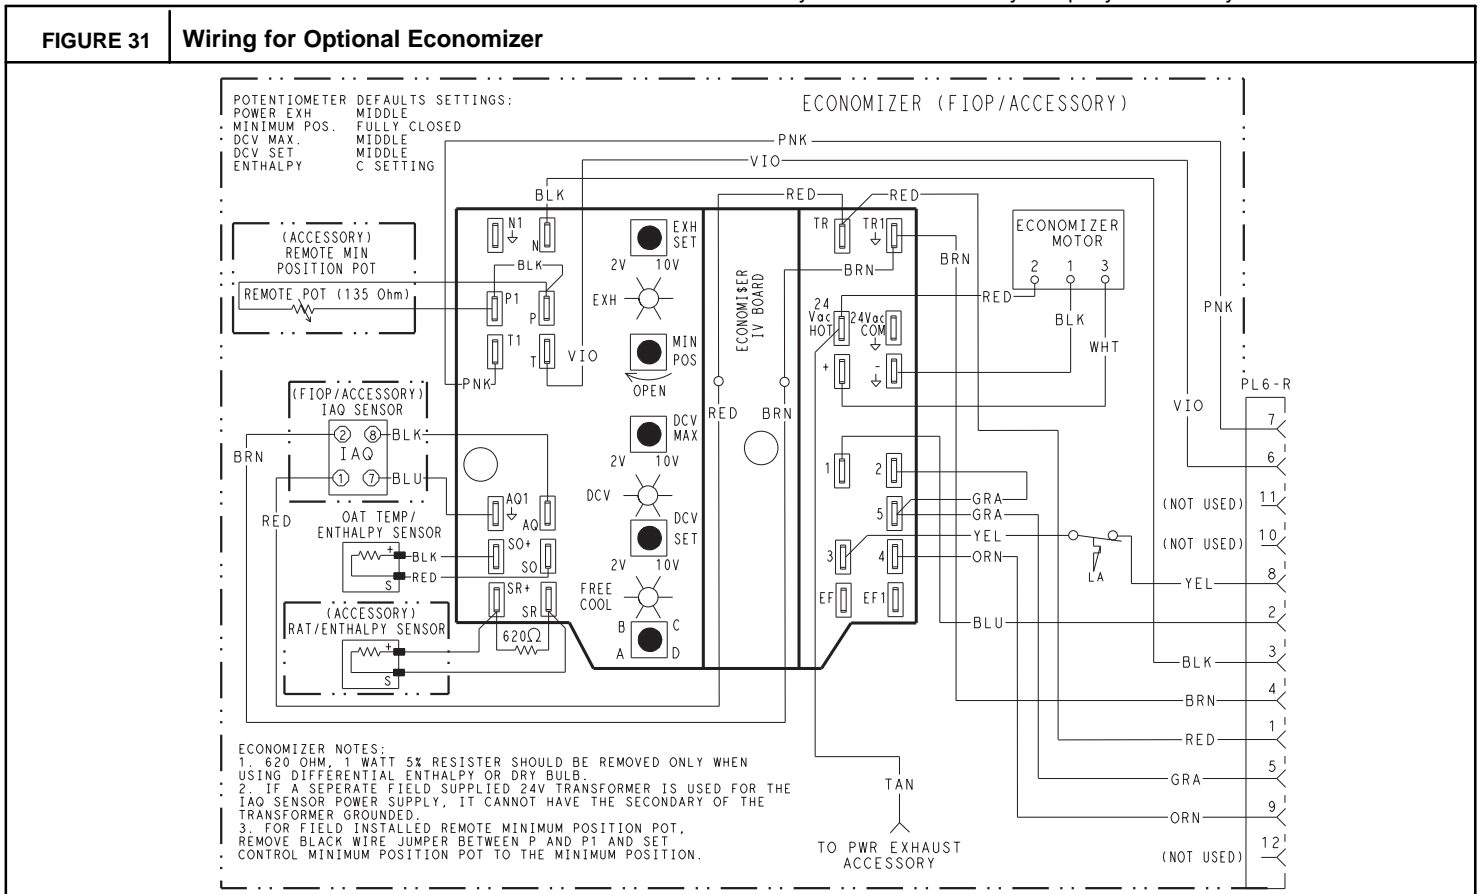 FIGURE 31
Wiring for Optional Economizer
POTENTIOMETER DEFAULTS SETTINGS:
POWER EXH MIDDLE
MINIMUM POS. FULLY CLOSED
DCV MAX. MIDDLE
DCV SET MIDDLE
ENTHALPY C SETTING
ECONOMIZER (FIOP/ACCESSORY)
PNK
VIO
BLK
RED
RED
(ACCESSORY)
REMOTE MIN
POSITION POT
REMOTE POT (135 Ohm)
N1
N
BLK
P1
P
T1
T
VIO
PNK
EXH
SET
2V 10V
EXH
MIN
POS
OPEN
DCV
MAX
2V 10V
DCV
DCV
SET
2V 10V
FREE
COOL
B C
A D
ECONOMI$ER
IV BOARD
RED
BRN
TR
TR1
BRN
BRN
24
Vac
HOT
24Vac
COM
+
-
ECONOMIZER
MOTOR
2 1 3
RED
BLK
WHT
PNK
VIO
PL6-R
(FIOP/ACCESSORY)
IAQ SENSOR
2 8 BLK
IAQ
1 7 BLU
BRN
RED
AQ1
AQ
OAT TEMP/
ENTHALPY SENSOR
+
BLK
S
RED
SO+
SO
SR+
SR
620Ω
(ACCESSORY)
RAT/ENTHALPY SENSOR
+
S
1
2
5
3
4
EF
EF1
GRA
GRA
YEL
ORN
LA
BLU
7
6
(NOT USED) 11
(NOT USED) 10
YEL 8
2
BLK 3
BRN 4
RED 1
GRA 5
ORN 9
(NOT USED) 12
TAN
TO PWR EXHAUST
ACCESSORY
ECONOMIZER NOTES:
1. 620 OHM, 1 WATT 5% RESISTER SHOULD BE REMOVED ONLY WHEN
USING DIFFERENTIAL ENTHALPY OR DRY BULB.
2. IF A SEPERATE FIELD SUPPLIED 24V TRANSFORMER IS USED FOR THE
IAQ SENSOR POWER SUPPLY, IT CANNOT HAVE THE SECONDARY OF THE
TRANSFORMER GROUNDED.
3. FOR FIELD INSTALLED REMOTE MINIMUM POSITION POT,
REMOVE BLACK WIRE JUMPER BETWEEN P AND P1 AND SET
CONTROL MINIMUM POSITION POT TO THE MINIMUM POSITION.